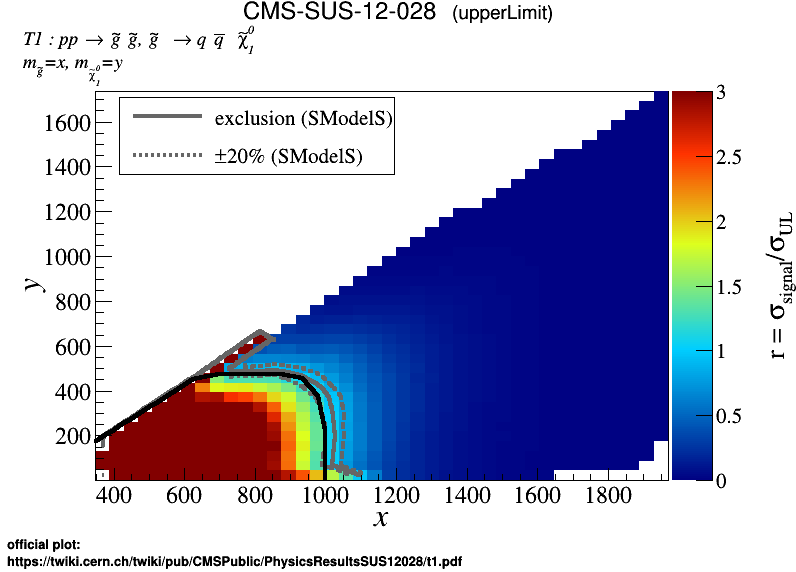 CMS-SUS-12-028 (upperLimit)
T1 : pp → g̃ g̃, g̃ → q q̅ χ̃₁⁰
m_g̃=x, m_χ̃₁⁰=y
exclusion (SModelS)
±20% (SModelS)
1600
1400
1200
1000
800
600
400
200
y
400 600 800 1000 1200 1400 1600 1800
x
3
2.5
2
1.5
1
0.5
0
r = σ_signal/σ_UL
official plot:
https://twiki.cern.ch/twiki/pub/CMSPublic/PhysicsResultsSUS12028/t1.pdf